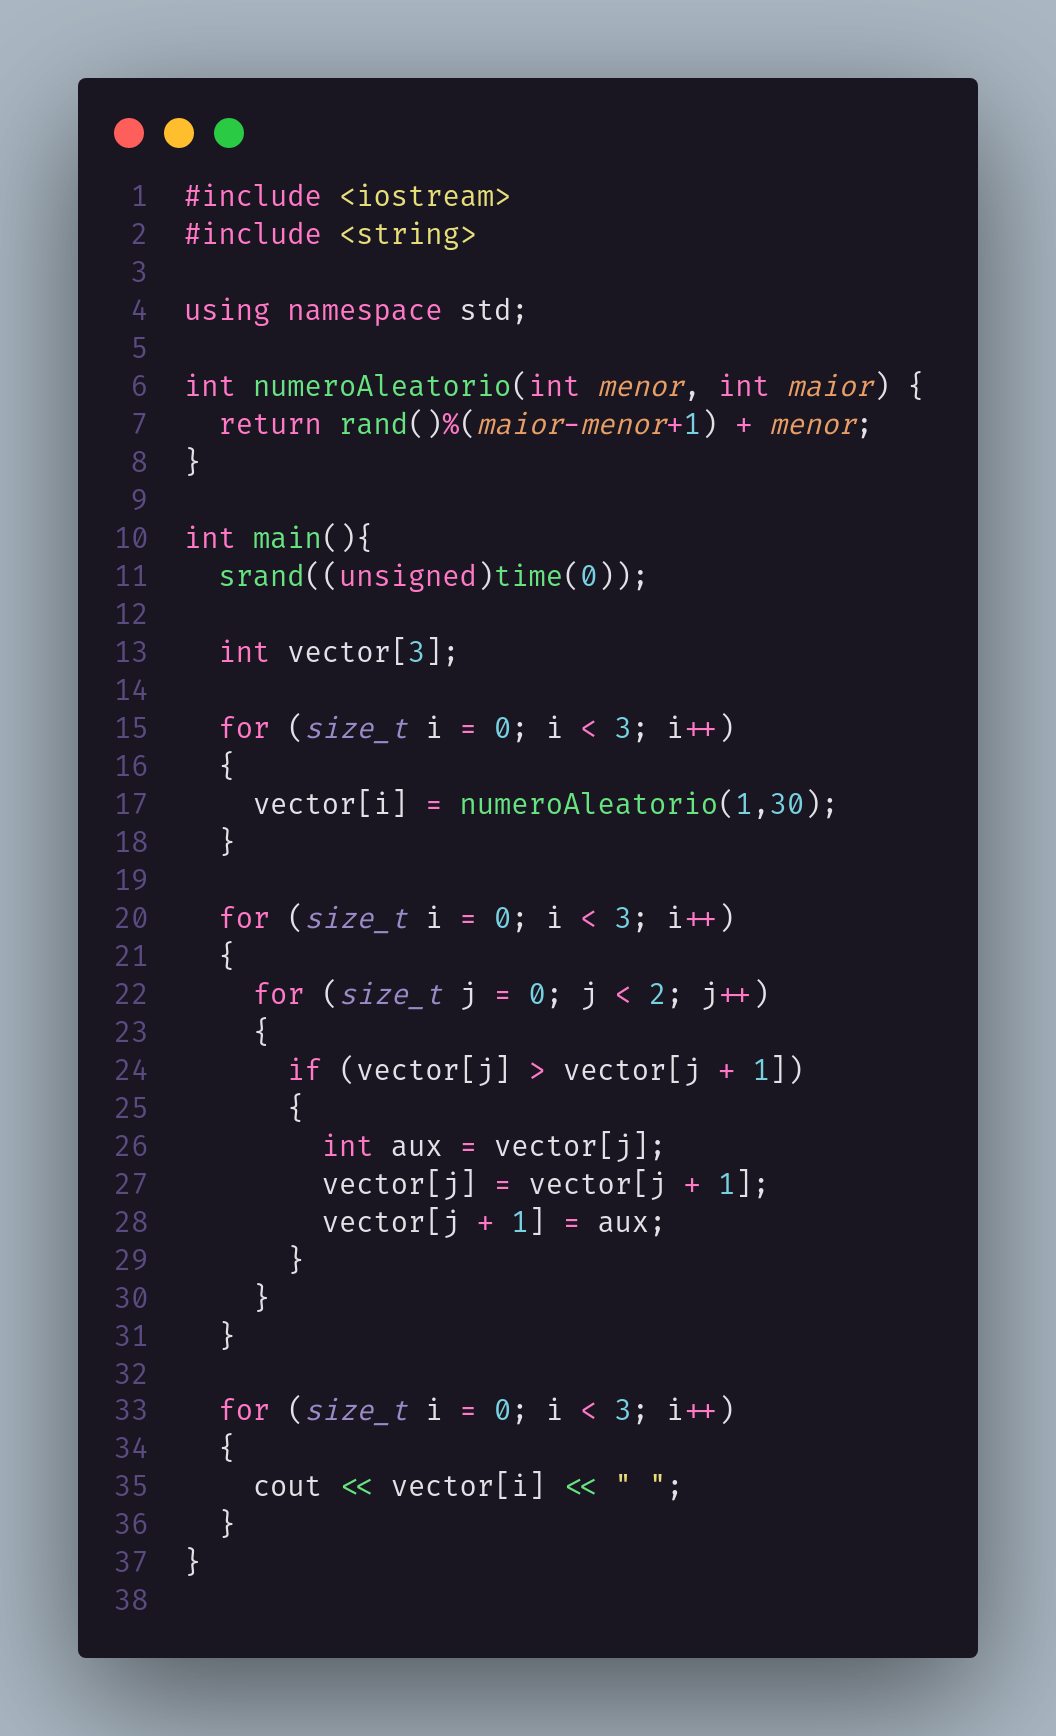 1 #include <iostream>
2 #include <string>
3
4 using namespace std;
5
6 int numeroAleatorio(int menor, int maior) {
7   return rand()%(maior-menor+1) + menor;
8 }
9
10 int main(){
11   srand((unsigned)time(0));
12
13   int vector[3];
14
15   for (size_t i = 0; i < 3; i++)
16   {
17     vector[i] = numeroAleatorio(1,30);
18   }
19
20   for (size_t i = 0; i < 3; i++)
21   {
22     for (size_t j = 0; j < 2; j++)
23     {
24       if (vector[j] > vector[j + 1])
25       {
26         int aux = vector[j];
27         vector[j] = vector[j + 1];
28         vector[j + 1] = aux;
29       }
30     }
31   }
32
33   for (size_t i = 0; i < 3; i++)
34   {
35     cout << vector[i] << " ";
36   }
37 }
38